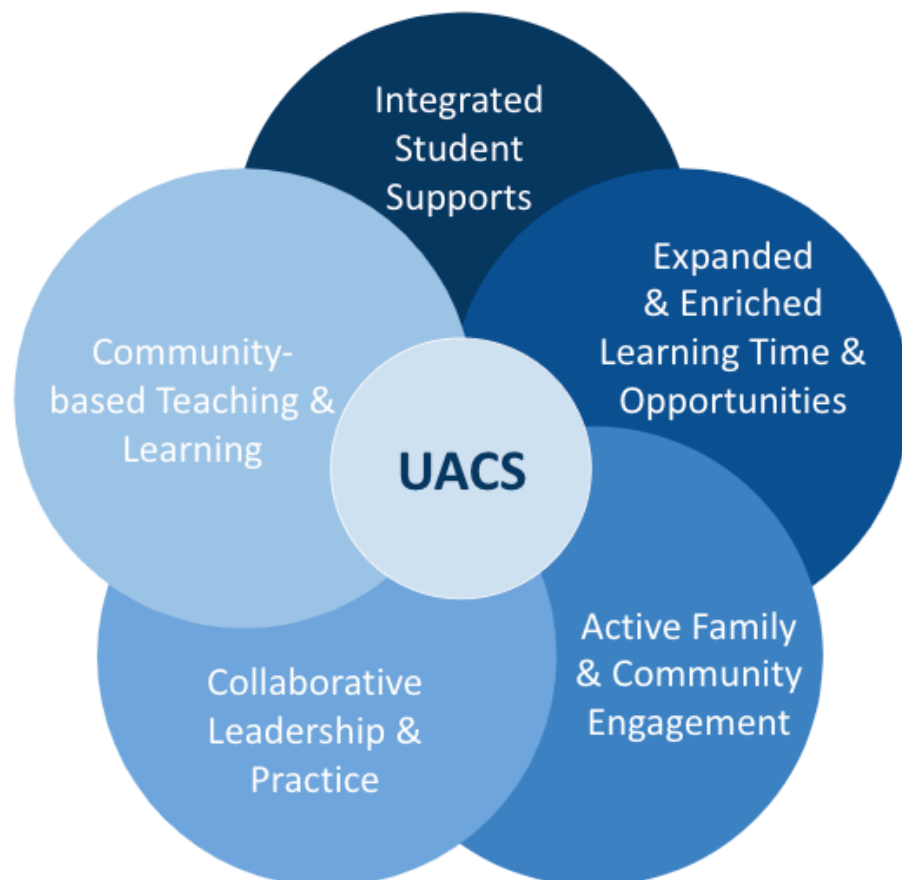 Integrated
Student
Supports
Expanded
& Enriched
Learning Time &
Opportunities
Community-
based Teaching &
Learning
UACS
Active Family
& Community
Engagement
Collaborative
Leadership &
Practice